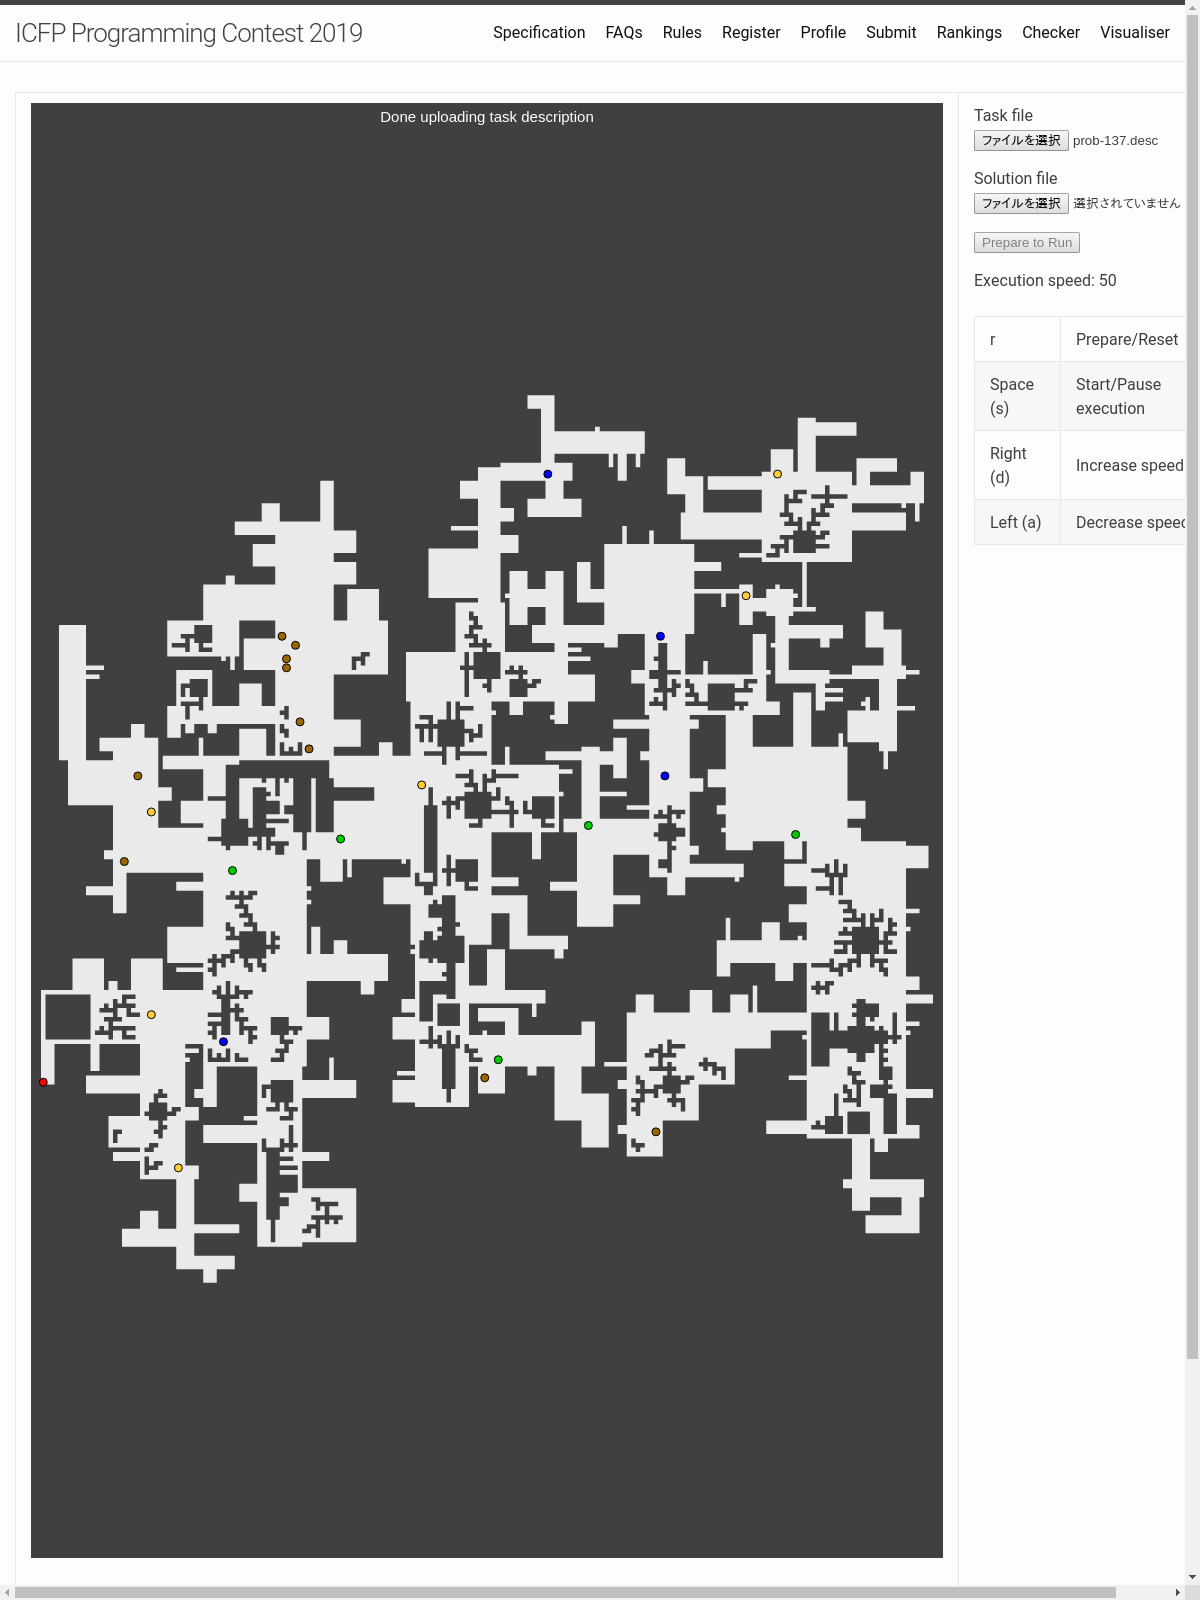 ICFP Programming Contest 2019
Specification FAQs Rules Register Profile Submit Rankings Checker Visualiser
Done uploading task description
Task file
ファイルを選択 prob-137.desc
Solution file
ファイルを選択 選択されていません
Prepare to Run
Execution speed: 50
r Prepare/Reset
Space (s) Start/Pause execution
Right (d) Increase speed
Left (a) Decrease speed